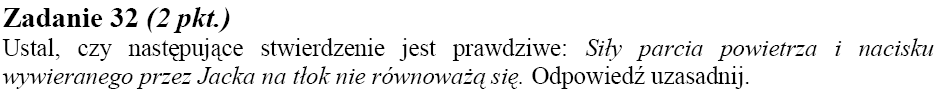 Zadanie 32 (2 pkt.)
Ustal, czy następujące stwierdzenie jest prawdziwe: Siły parcia powietrza i nacisku
wywieranego przez Jacka na tłok nie równoważą się. Odpowiedź uzasadnij.